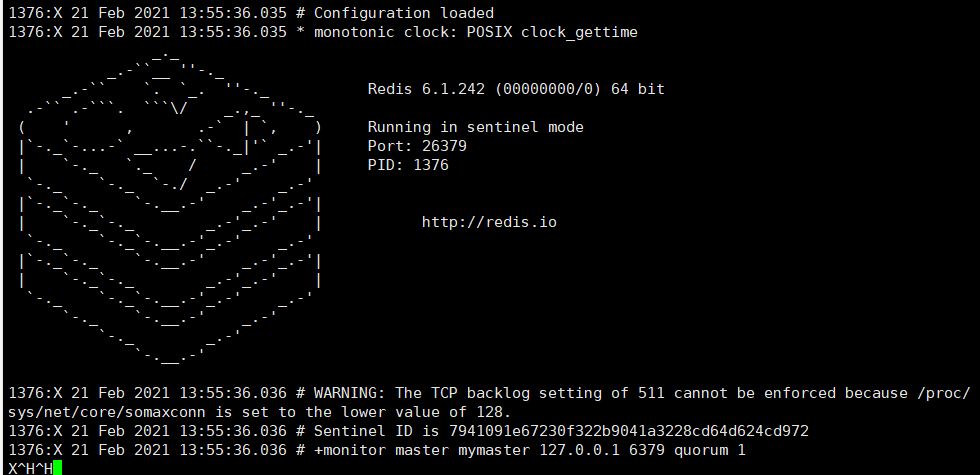 1376:X 21 Feb 2021 13:55:36.035 # Configuration loaded
1376:X 21 Feb 2021 13:55:36.035 * monotonic clock: POSIX clock_gettime
Redis 6.1.242 (00000000/0) 64 bit
Running in sentinel mode
Port: 26379
PID: 1376
http://redis.io
1376:X 21 Feb 2021 13:55:36.036 # WARNING: The TCP backlog setting of 511 cannot be enforced because /proc/
sys/net/core/somaxconn is set to the lower value of 128.
1376:X 21 Feb 2021 13:55:36.036 # Sentinel ID is 7941091e67230f322b9041a3228cd64d624cd972
1376:X 21 Feb 2021 13:55:36.036 # +monitor master mymaster 127.0.0.1 6379 quorum 1
X^H^H